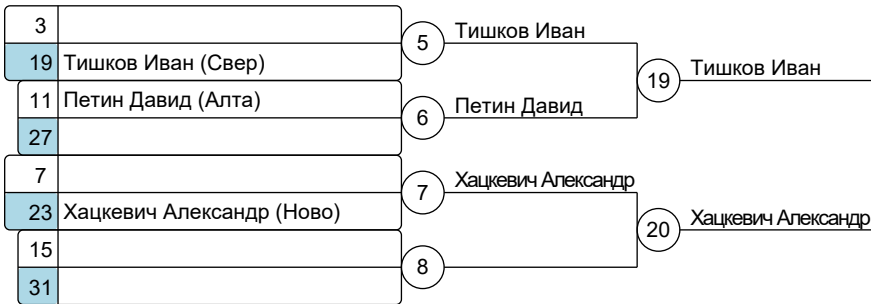 3
5
Тишков Иван
19 Тишков Иван (Свер)
19
Тишков Иван
11 Петин Давид (Алта)
6
Петин Давид
27
7
7
Хацкевич Александр
23 Хацкевич Александр (Ново)
20
Хацкевич Александр
15
8
31